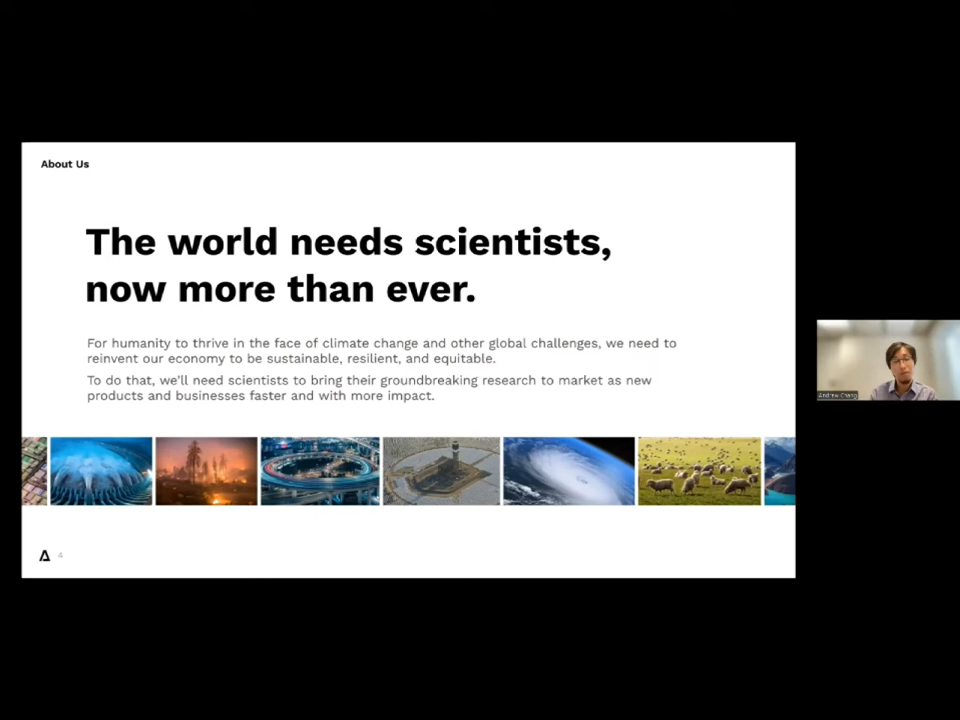 About Us
The world needs scientists,
now more than ever.
For humanity to thrive in the face of climate change and other global challenges, we need to
reinvent our economy to be sustainable, resilient, and equitable.
To do that, we'll need scientists to bring their groundbreaking research to market as new
products and businesses faster and with more impact.
4
Andrew Chang